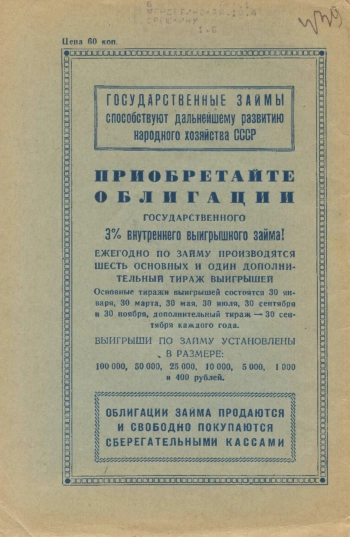 Цена 60 коп.
ГОСУДАРСТВЕННЫЕ ЗАЙМЫ
способствуют дальнейшему развитию
народного хозяйства СССР
ПРИОБРЕТАЙТЕ
ОБЛИГАЦИИ
ГОСУДАРСТВЕННОГО
3% внутреннего выигрышного займа!
ЕЖЕГОДНО ПО ЗАЙМУ ПРОИЗВОДЯТСЯ
ШЕСТЬ ОСНОВНЫХ И ОДИН ДОПОЛНИ-
ТЕЛЬНЫЙ ТИРАЖ ВЫИГРЫШЕЙ
Основные тиражи выигрышей состоятся 30 ян-
варя, 30 марта, 30 мая, 30 июля, 30 сентября
и 30 ноября, дополнительный тираж — 30 сен-
тября каждого года.
ВЫИГРЫШИ ПО ЗАЙМУ УСТАНОВЛЕНЫ
В РАЗМЕРЕ:
100 000, 50 000, 25 000, 10 000, 5 000, 1 000
и 400 рублей.
ОБЛИГАЦИИ ЗАЙМА ПРОДАЮТСЯ
И СВОБОДНО ПОКУПАЮТСЯ
СБЕРЕГАТЕЛЬНЫМИ КАССАМИ